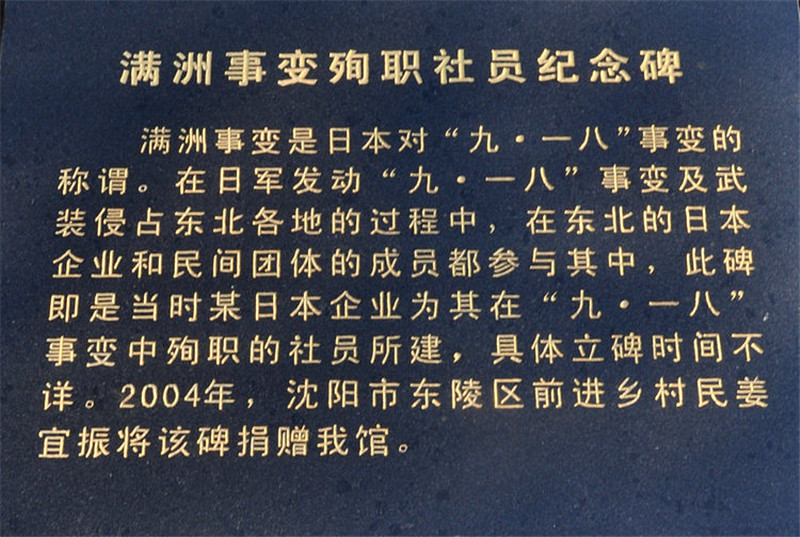 满洲事变殉职社员纪念碑
满洲事变是日本对“九·一八”事变的
称谓。在日军发动“九·一八”事变及武
装侵占东北各地的过程中，在东北的日本
企业和民间团体的成员都参与其中，此碑
即是当时某日本企业为其在“九·一八”
事变中殉职的社员所建，具体立碑时间不
详。2004年，沈阳市东陵区前进乡村民姜
宜振将该碑捐赠我馆。